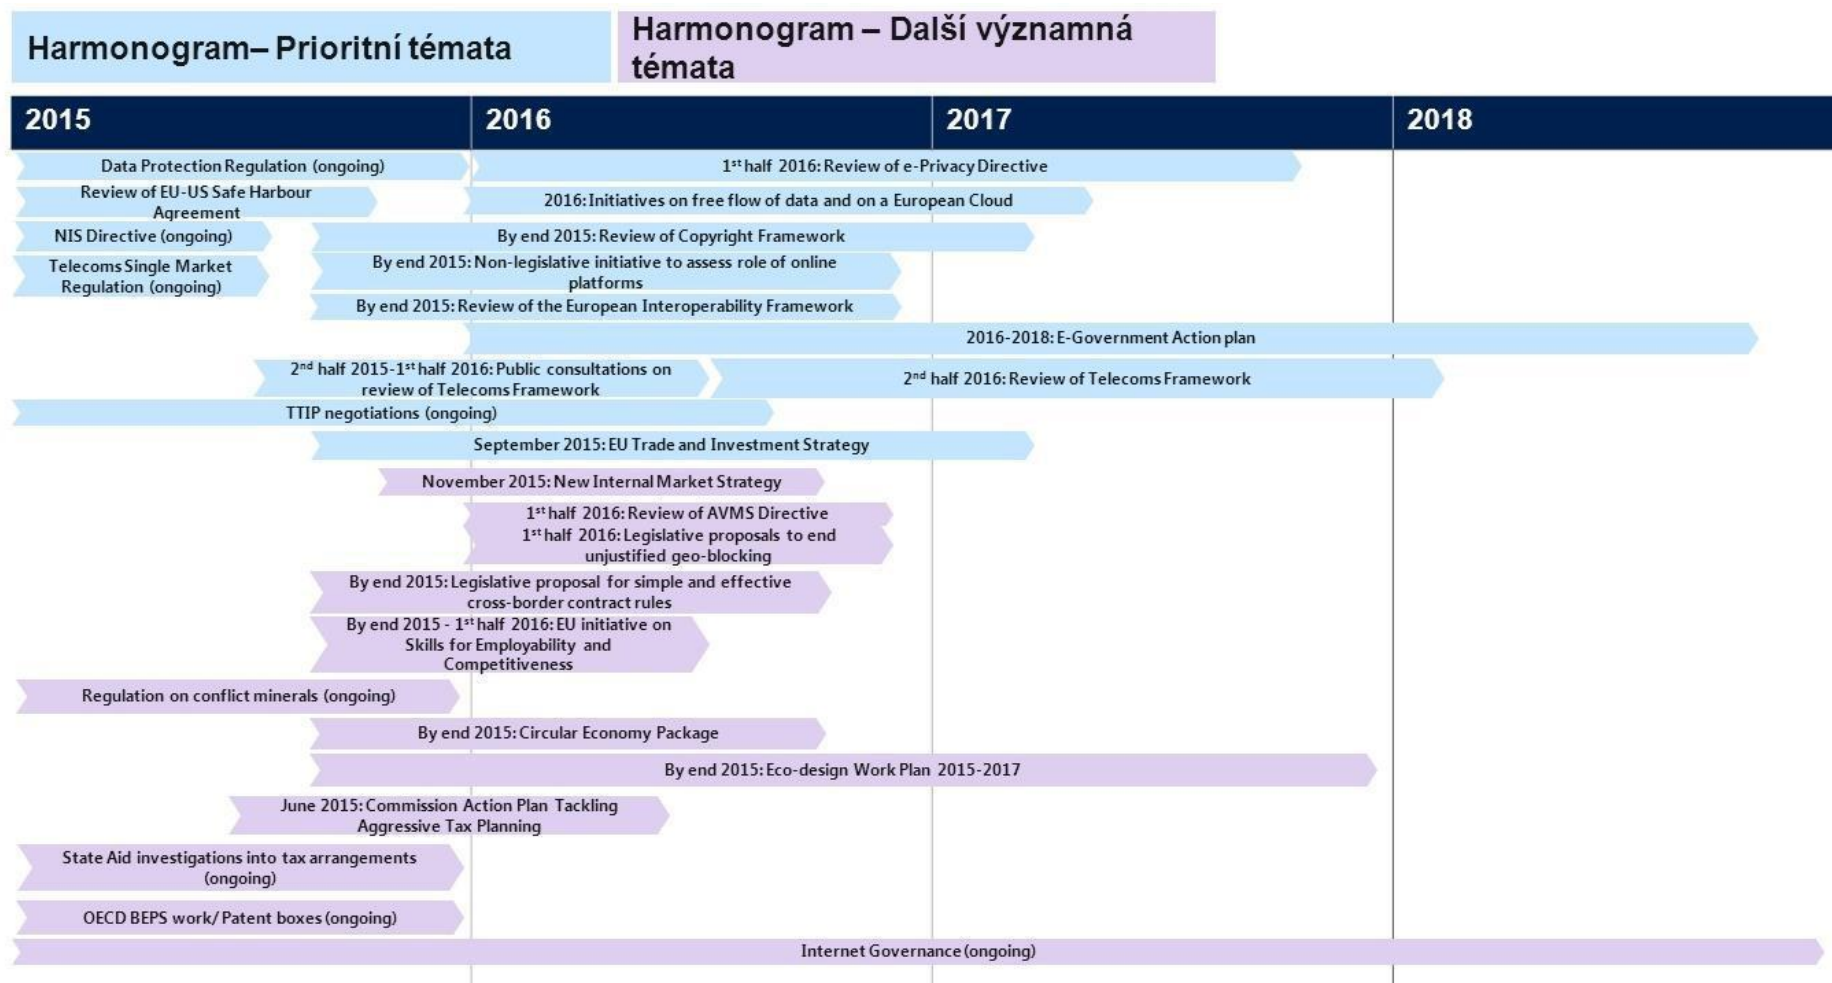 Harmonogram– Prioritní témata
Harmonogram – Další významná
témata
2015
2016
2017
2018
Data Protection Regulation (ongoing)
1st half 2016: Review of e-Privacy Directive
Review of EU-US Safe Harbour
Agreement
2016: Initiatives on free flow of data and on a European Cloud
NIS Directive (ongoing)
By end 2015: Review of Copyright Framework
Telecoms Single Market
Regulation (ongoing)
By end 2015: Non-legislative initiative to assess role of online
platforms
By end 2015: Review of the European Interoperability Framework
2016-2018: E-Government Action plan
2nd half 2015-1st half 2016: Public consultations on
review of Telecoms Framework
2nd half 2016: Review of Telecoms Framework
TTIP negotiations (ongoing)
September 2015: EU Trade and Investment Strategy
November 2015: New Internal Market Strategy
1st half 2016: Review of AVMS Directive
1st half 2016: Legislative proposals to end
unjustified geo-blocking
By end 2015: Legislative proposal for simple and effective
cross-border contract rules
By end 2015 - 1st half 2016: EU initiative on
Skills for Employability and
Competitiveness
Regulation on conflict minerals (ongoing)
By end 2015: Circular Economy Package
By end 2015: Eco-design Work Plan 2015-2017
June 2015: Commission Action Plan Tackling
Aggressive Tax Planning
State Aid investigations into tax arrangements
(ongoing)
OECD BEPS work/ Patent boxes (ongoing)
Internet Governance (ongoing)